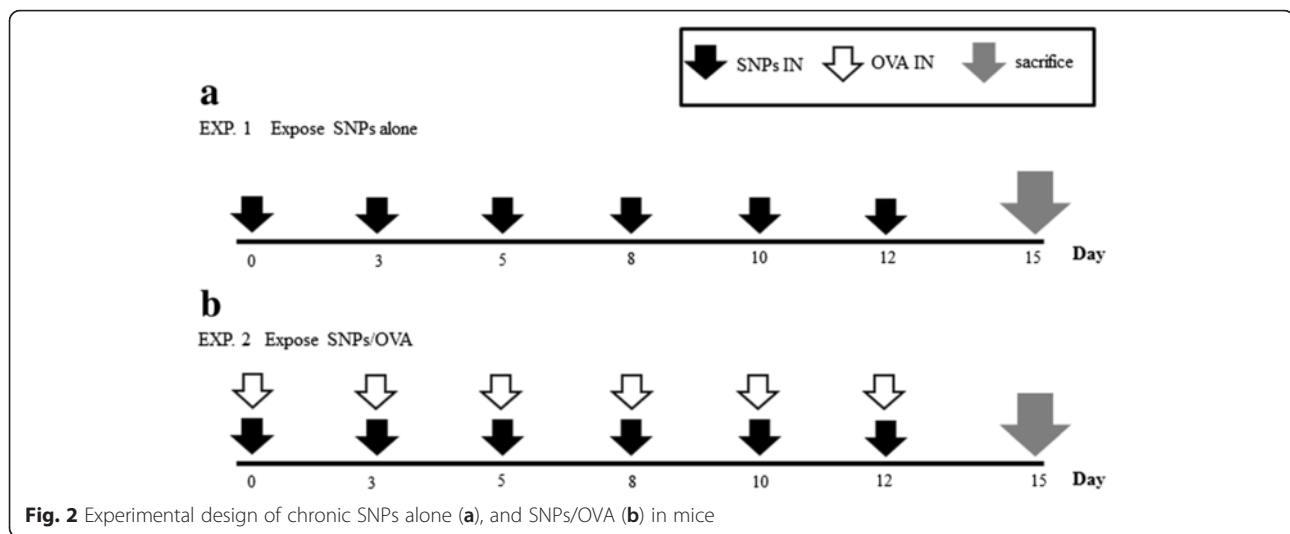 SNPs IN OVA IN sacrifice
a
EXP. 1 Expose SNPs alone
0 3 5 8 10 12 15 Day
b
EXP. 2 Expose SNPs/OVA
0 3 5 8 10 12 15 Day
Fig. 2 Experimental design of chronic SNPs alone (a), and SNPs/OVA (b) in mice